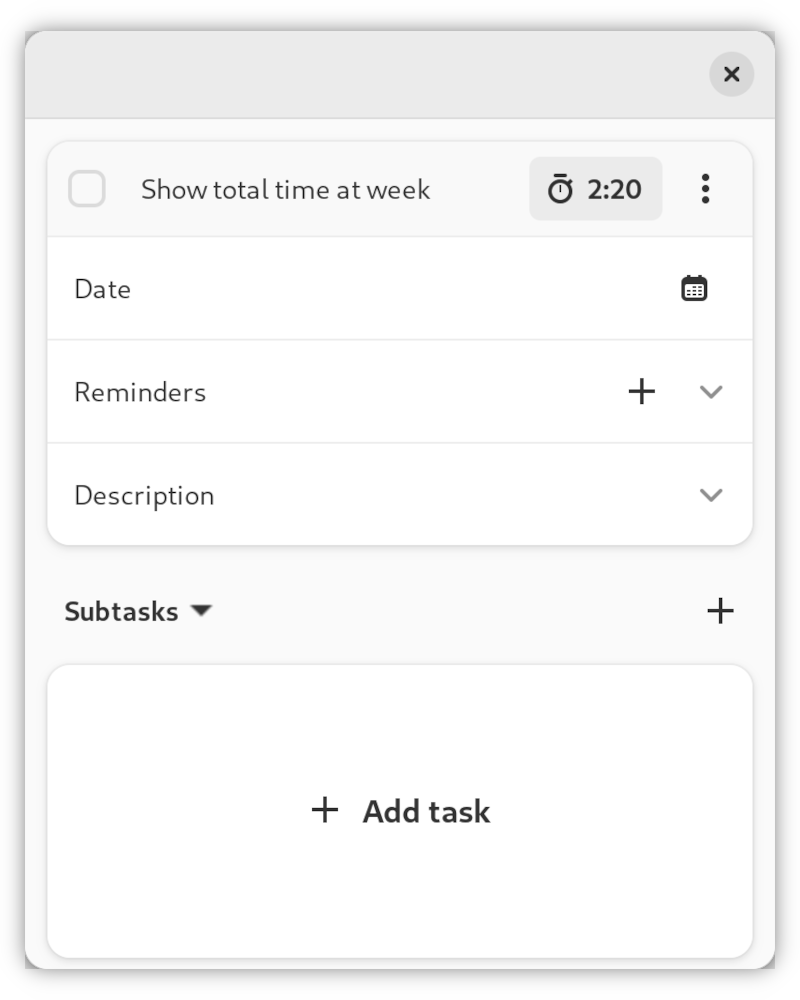 Show total time at week 2:20
Date
Reminders
Description
Subtasks
Add task